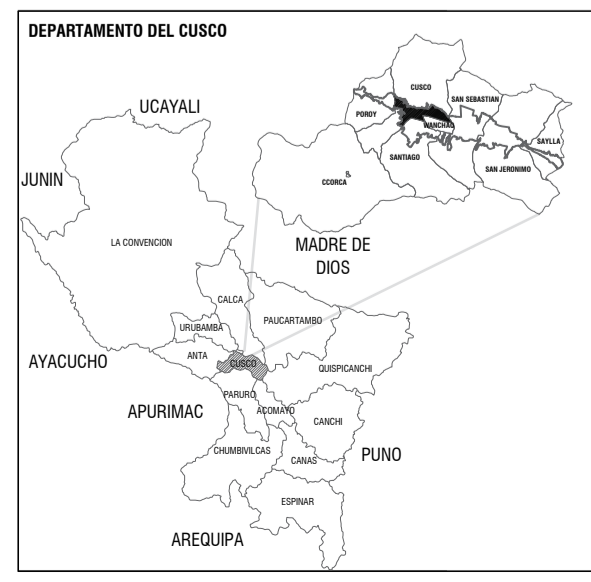 DEPARTAMENTO DEL CUSCO
CUSCO
UCAYALI
SAN SEBASTIAN
POROY
WANCHAQ
SAYLLA
SANTIAGO
SAN JERONIMO
JUNIN
CCORCA
LA CONVENCION
MADRE DE
DIOS
CALCA
PAUCARTAMBO
URUBAMBA
AYACUCHO
ANTA
CUSCO
QUISPICANCHI
PARURO
APURIMAC
ACOMAYO
CANCHI
CHUMBIVILCAS
PUNO
CANAS
ESPINAR
AREQUIPA